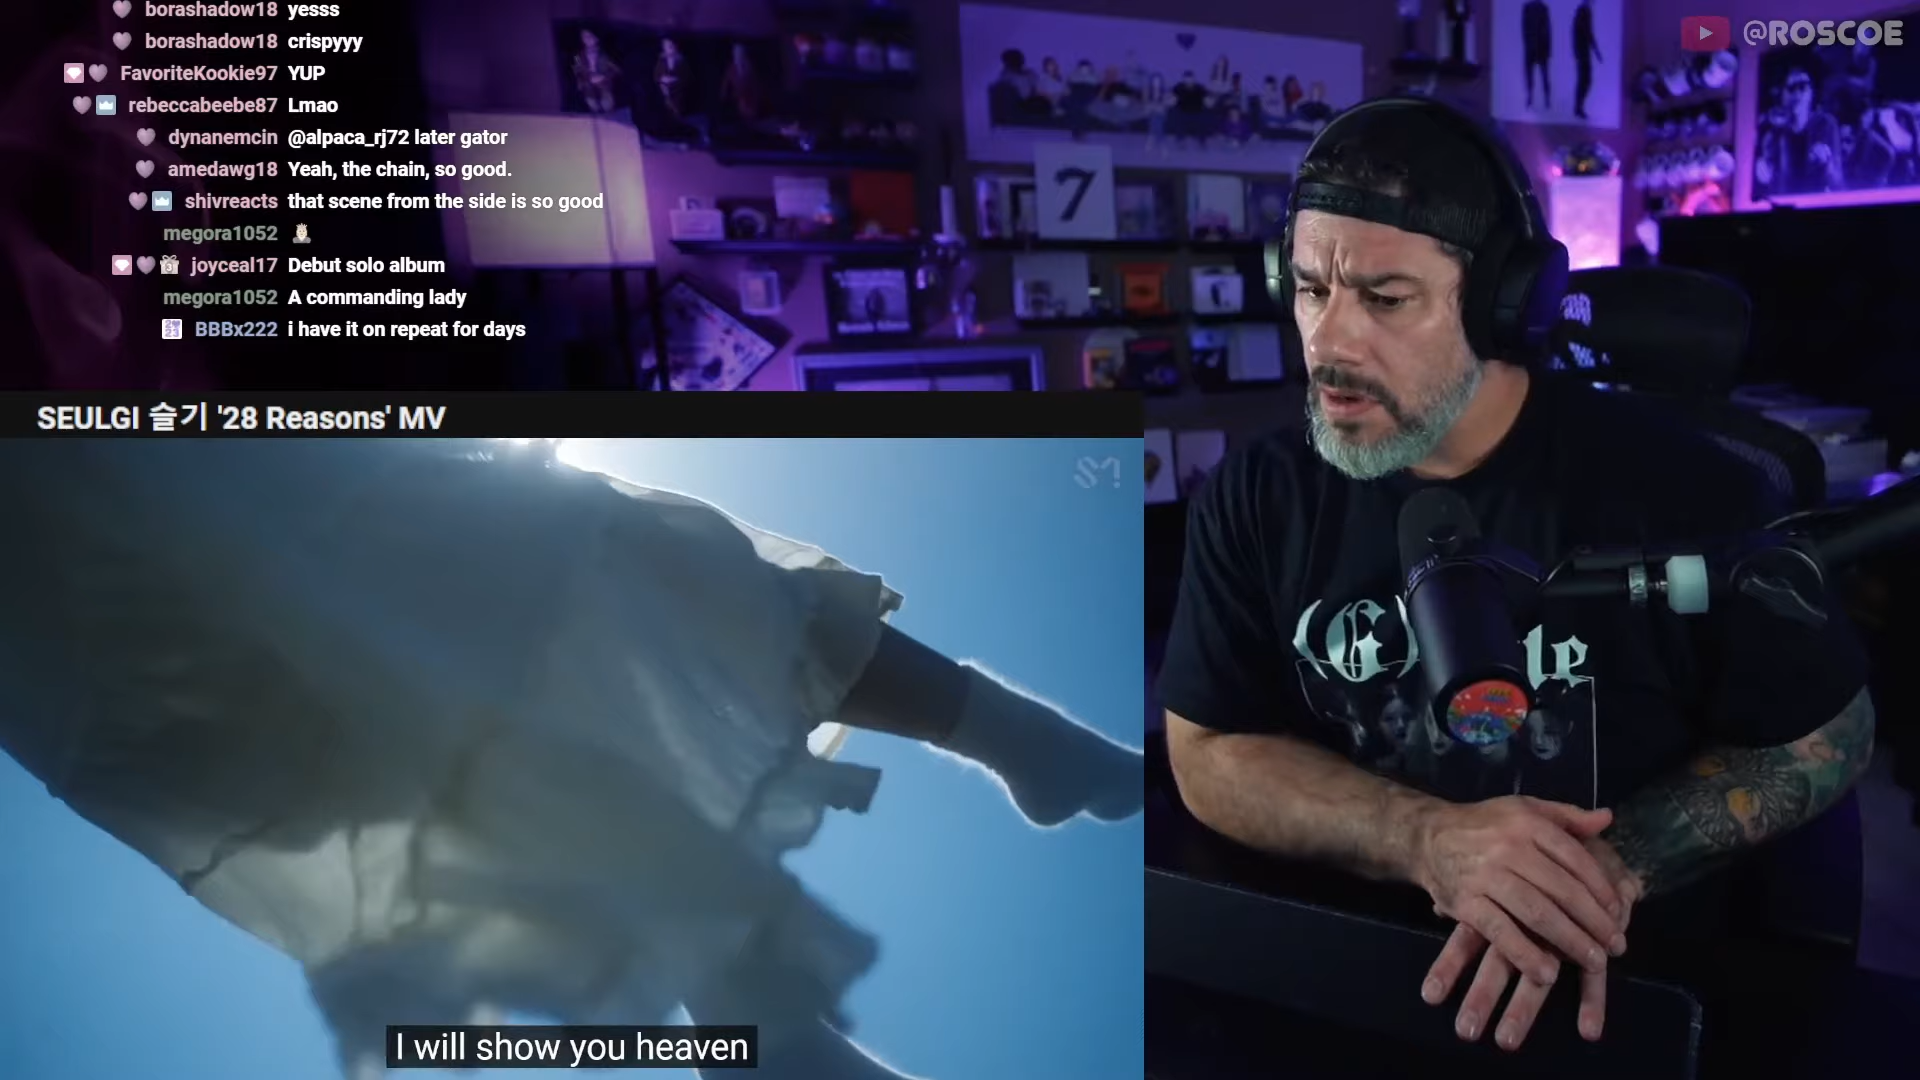 borashadow18 yesss
borashadow18 crispyyy
FavoriteKookie97 YUP
rebeccabeebe87 Lmao
dynanemcin @alpaca_rj72 later gator
amedawg18 Yeah, the chain, so good.
shivreacts that scene from the side is so good
megora1052
joyceal17 Debut solo album
megora1052 A commanding lady
BBBx222 i have it on repeat for days
@ROSCOE
7
SEULGI 슬기 '28 Reasons' MV
SM
(G)
le
I will show you heaven